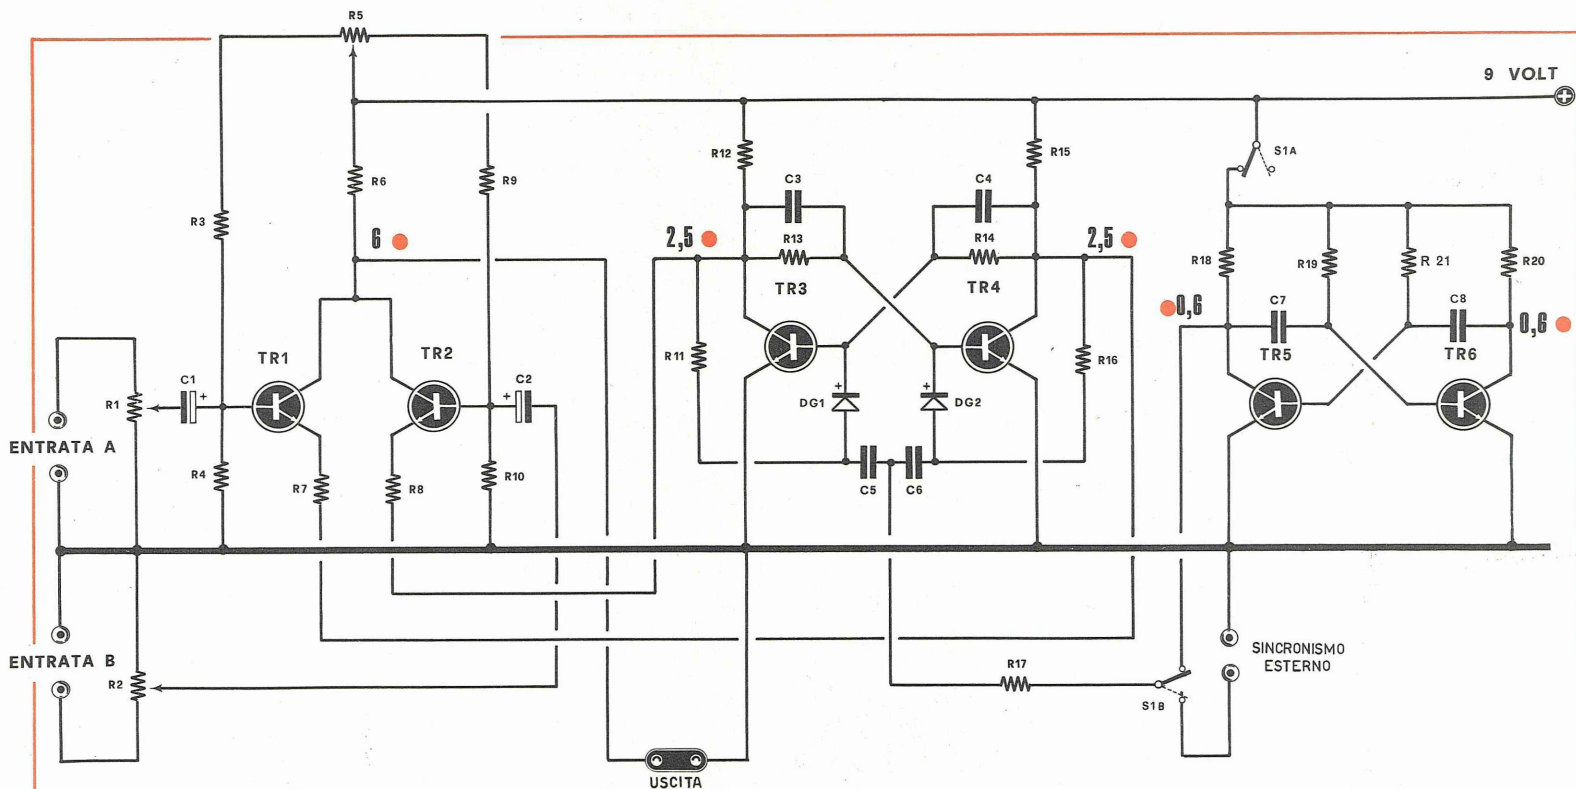 R5
9 VOLT
S1A
R12
R15
R6
R9
C3
C4
R3
6
2,5
R13
R14
2,5
R18
R19
R 21
R20
TR3
TR4
0,6
C7
C8
0,6
TR1
TR2
R11
R16
TR5
TR6
R1
C1
+
C2
+
+
+
DG1
DG2
ENTRATA A
R4
R7
R8
R10
C5
C6
ENTRATA B
R2
R17
S1B
SINCRONISMO
ESTERNO
USCITA